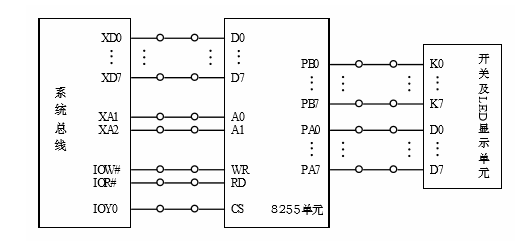 系统总线
XD0
XD7
XA1
XA2
IOW#
IOR#
IOY0
D0
D7
A0
A1
WR
RD
CS
PB0
PB7
PA0
PA7
8255单元
K0
K7
D0
D7
开关及LED显示单元